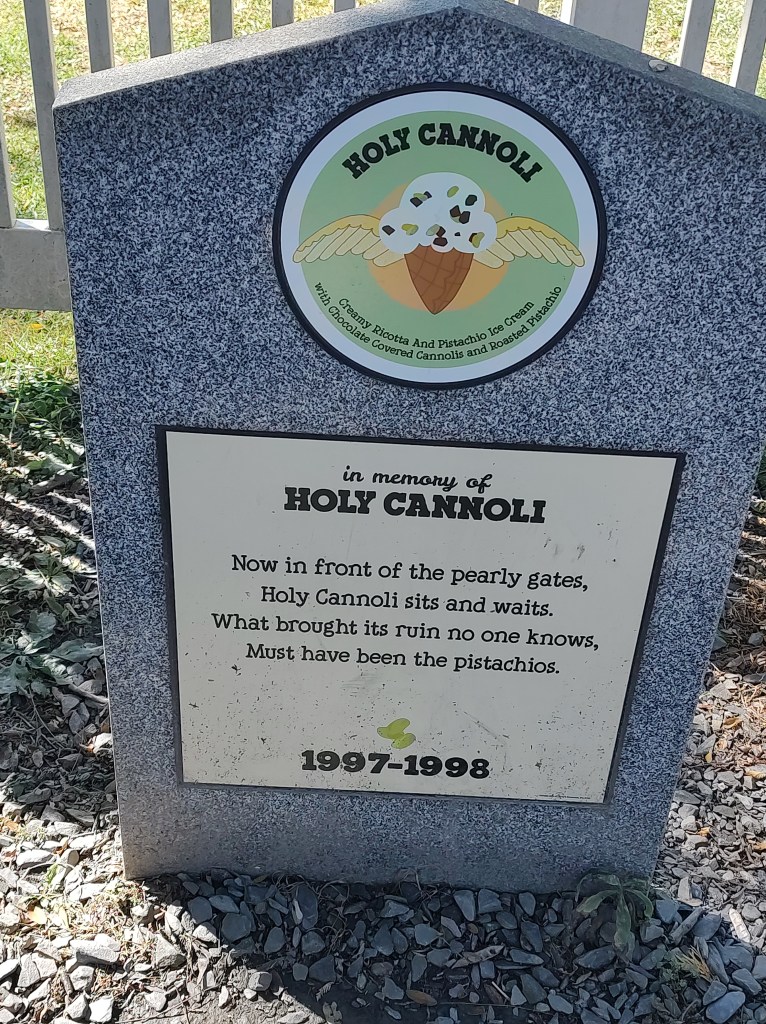 HOLY CANNOLI
Creamy Ricotta And Pistachio Ice Cream
with Chocolate Covered Cannolis and Roasted Pistachio
in memory of
HOLY CANNOLI
Now in front of the pearly gates,
Holy Cannoli sits and waits.
What brought its ruin no one knows,
Must have been the pistachios.
1997-1998